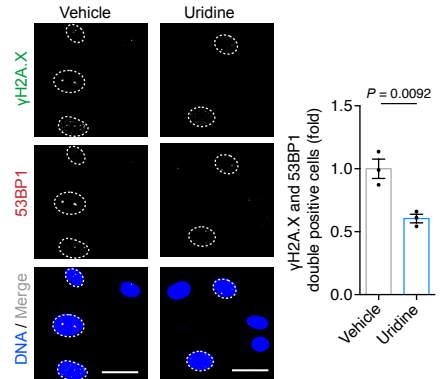 Vehicle
Uridine
γH2A.X
53BP1
DNA / Merge
P = 0.0092
γH2A.X and 53BP1
double positive cells (fold)
1.5
1.0
0.5
0.0
Vehicle
Uridine